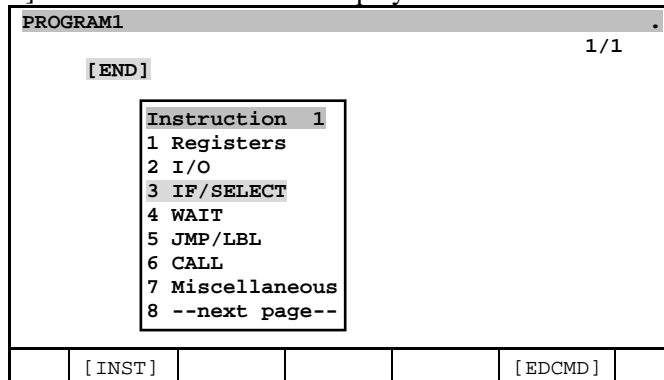 PROGRAM1 .
1/1
[END]
Instruction 1
1 Registers
2 I/O
3 IF/SELECT
4 WAIT
5 JMP/LBL
6 CALL
7 Miscellaneous
8 --next page--
[INST] [EDCMD]